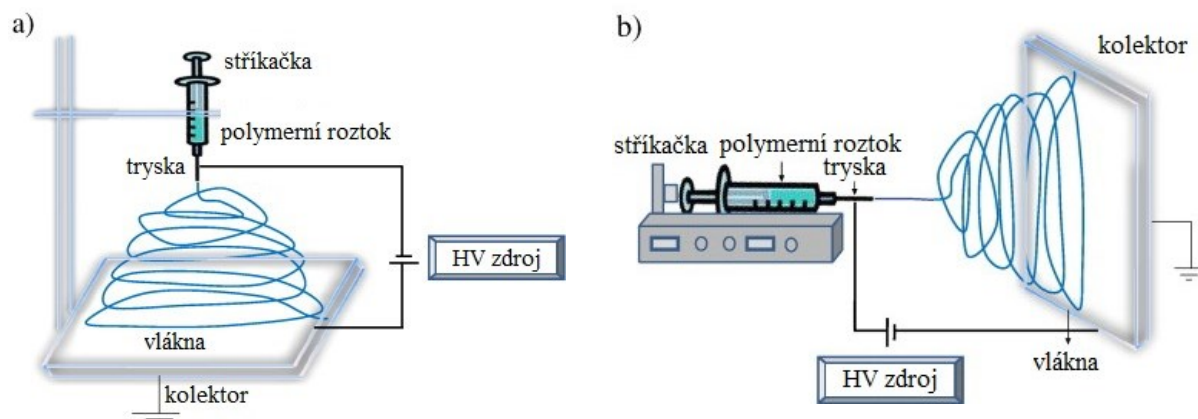 a)
stříkačka
polymerní roztok
tryska
HV zdroj
vlákna
kolektor
b)
kolektor
stříkačka
polymerní roztok
tryska
vlákna
HV zdroj